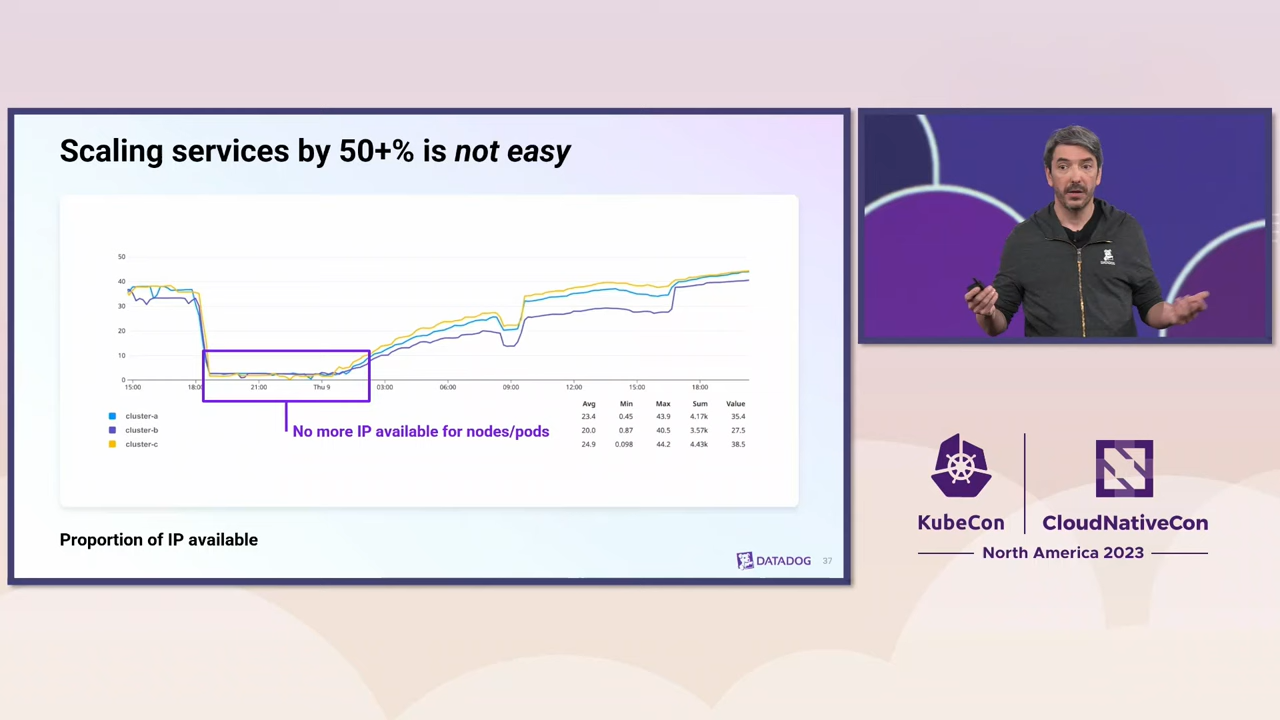 Scaling services by 50+% is not easy
50
40
30
20
10
0
15:00 18:00 21:00 Thu 9 03:00 06:00 09:00 12:00 15:00 18:00
Avg Min Max Sum Value
cluster-a 23.4 0.45 43.9 4.17k 35.4
cluster-b 20.0 0.87 40.5 3.57k 27.5
cluster-c 24.9 0.098 44.2 4.43k 38.5
No more IP available for nodes/pods
Proportion of IP available
DATADOG 37
KubeCon
CloudNativeCon
North America 2023